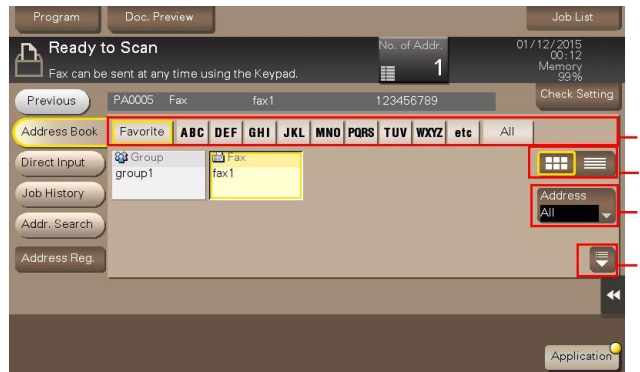 Program Doc. Preview Job List
Ready to Scan No. of Addr. 01/12/2015
00:12
Fax can be sent at any time using the Keypad. 1 Memory
99%
Previous PA0005 Fax fax1 123456789 Check Setting
Address Book Favorite ABC DEF GHI JKL MNO PQRS TUV WXYZ etc All
Direct Input Group Fax
group1 fax1
Job History Address
All
Addr. Search
Address Reg.
Application